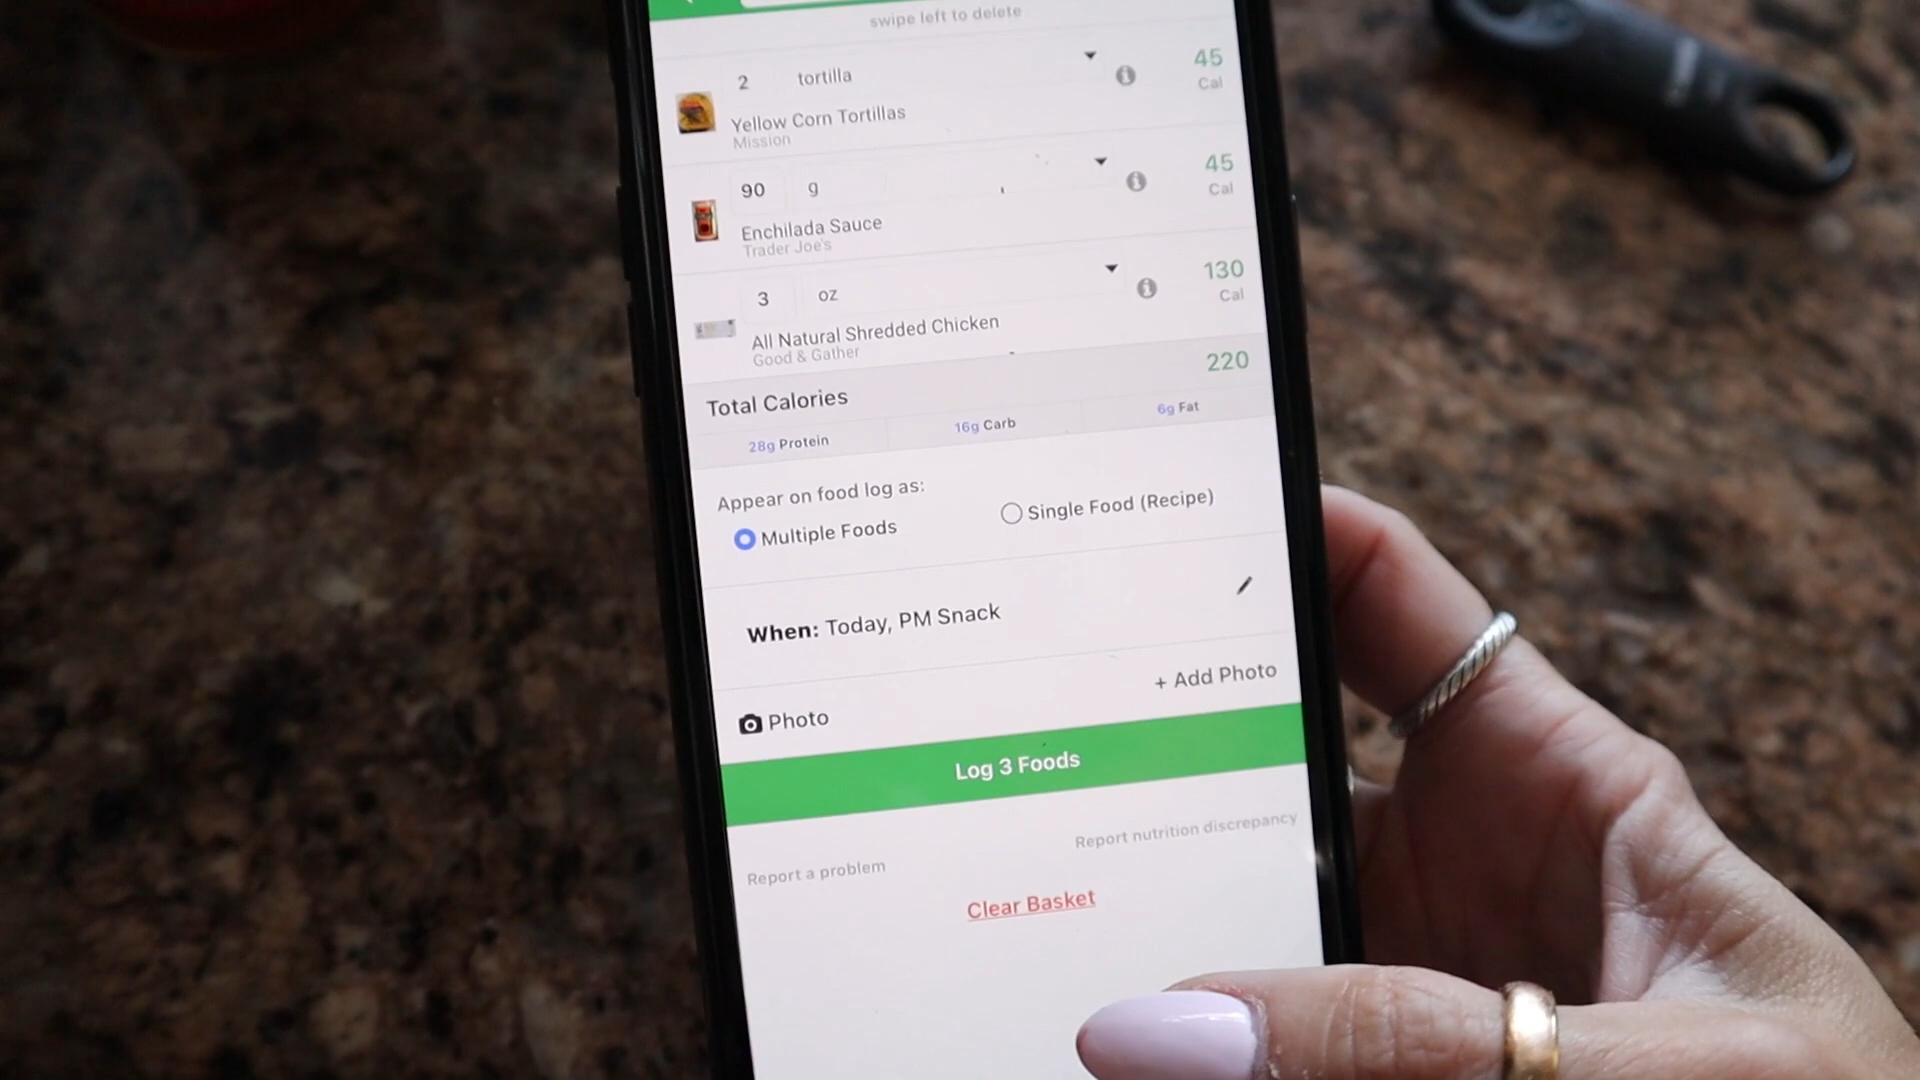 swipe left to delete
2 tortilla
45
Cal
Yellow Corn Tortillas
Mission
90 g
45
Cal
Enchilada Sauce
Trader Joe's
3 oz
130
Cal
All Natural Shredded Chicken
Good & Gather
Total Calories
220
28g Protein
16g Carb
6g Fat
Appear on food log as:
Multiple Foods
Single Food (Recipe)
When: Today, PM Snack
Photo
+ Add Photo
Log 3 Foods
Report a problem
Report nutrition discrepancy
Clear Basket